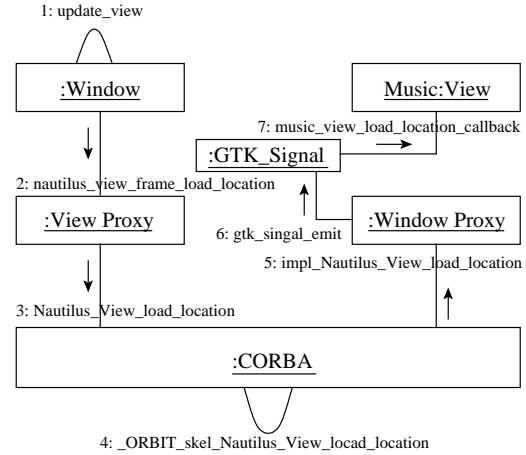 1: update_view
:Window
Music:View
7: music_view_load_location_callback
:GTK_Signal
2: nautilus_view_frame_load_location
:View Proxy
:Window Proxy
6: gtk_singal_emit
5: impl_Nautilus_View_load_location
3: Nautilus_View_load_location
:CORBA
4: _ORBIT_skel_Nautilus_View_locad_location